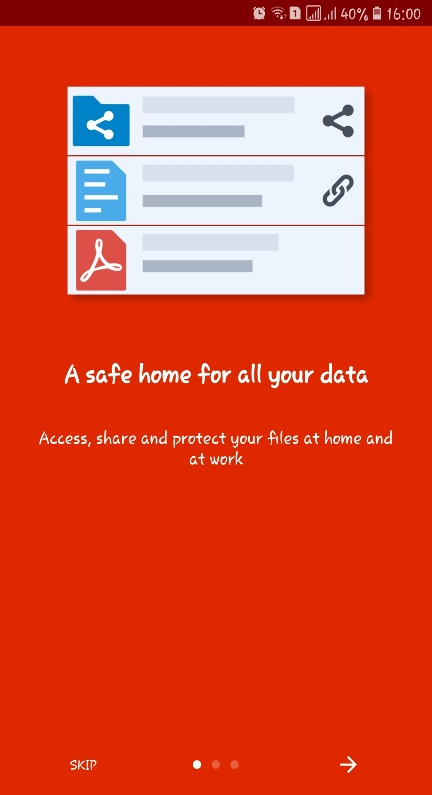 1 40% 16:00
A safe home for all your data
Access, share and protect your files at home and
at work
SKIP